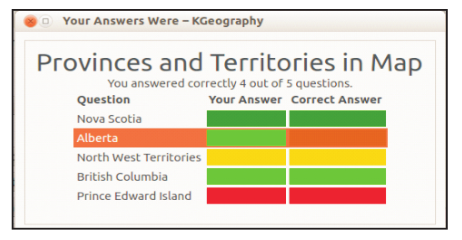 Your Answers Were – KGeography
Provinces and Territories in Map
You answered correctly 4 out of 5 questions.
Question Your Answer Correct Answer
Nova Scotia
Alberta
North West Territories
British Columbia
Prince Edward Island